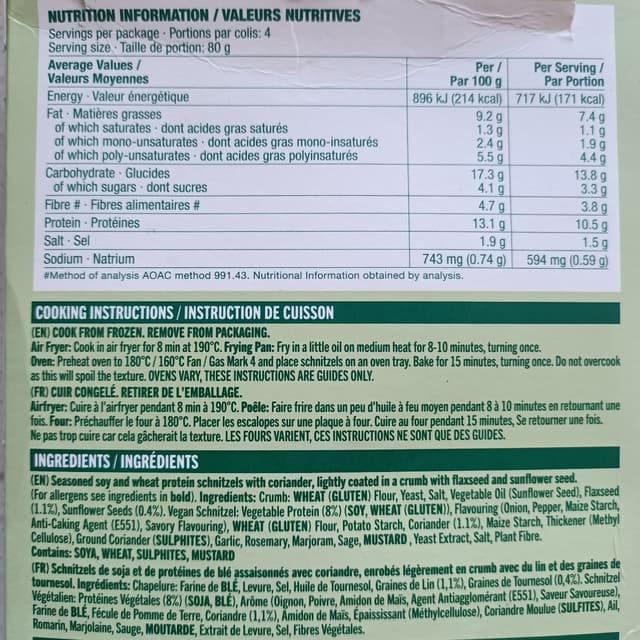 NUTRITION INFORMATION / VALEURS NUTRITIVES
Servings per package · Portions par colis: 4
Serving size · Taille de portion: 80 g
Average Values / Per / Per Serving /
Valeurs Moyennes Par 100 g Par Portion
Energy · Valeur énergétique 896 kJ (214 kcal) 717 kJ (171 kcal)
Fat · Matières grasses 9.2 g 7.4 g
of which saturates · dont acides gras saturés 1.3 g 1.1 g
of which mono-unsaturates · dont acides gras mono-insaturés 2.4 g 1.9 g
of which poly-unsaturates · dont acides gras polyinsaturés 5.5 g 4.4 g
Carbohydrate · Glucides 17.3 g 13.8 g
of which sugars · dont sucres 4.1 g 3.3 g
Fibre # · Fibres alimentaires # 4.7 g 3.8 g
Protein · Protéines 13.1 g 10.5 g
Salt · Sel 1.9 g 1.5 g
Sodium · Natrium 743 mg (0.74 g) 594 mg (0.59 g)
#Method of analysis AOAC method 991.43. Nutritional Information obtained by analysis.
COOKING INSTRUCTIONS / INSTRUCTION DE CUISSON
(EN) COOK FROM FROZEN. REMOVE FROM PACKAGING.
Air Fryer: Cook in air fryer for 8 min at 190°C. Frying Pan: Fry in a little oil on medium heat for 8-10 minutes, turning once.
Oven: Preheat oven to 180°C / 160°C Fan / Gas Mark 4 and place schnitzels on an oven tray. Bake for 15 minutes, turning once. Do not overcook
as this will spoil the texture. OVENS VARY, THESE INSTRUCTIONS ARE GUIDES ONLY.
(FR) CUIR CONGELÉ. RETIRER DE L'EMBALLAGE.
Airfryer: Cuire à l'airfryer pendant 8 min à 190°C. Poêle: Faire frire dans un peu d'huile à feu moyen pendant 8 à 10 minutes en retournant une
fois. Four: Préchauffer le four à 180°C. Placer les escalopes sur une plaque à four. Cuire au four pendant 15 minutes, Se retourner une fois.
Ne pas trop cuire car cela gâcherait la texture. LES FOURS VARIENT, CES INSTRUCTIONS NE SONT QUE DES GUIDES.
INGREDIENTS / INGRÉDIENTS
(EN) Seasoned soy and wheat protein schnitzels with coriander, lightly coated in a crumb with flaxseed and sunflower seed.
(For allergens see ingredients in bold). Ingredients: Crumb: WHEAT (GLUTEN) Flour, Yeast, Salt, Vegetable Oil (Sunflower Seed), Flaxseed
(1.1%), Sunflower Seeds (0.4%). Vegan Schnitzel: Vegetable Protein (8%) (SOY, WHEAT (GLUTEN)), Flavouring (Onion, Pepper, Maize Starch,
Anti-Caking Agent (E551), Savory Flavouring), WHEAT (GLUTEN) Flour, Potato Starch, Coriander (1.1%), Maize Starch, Thickener (Methyl
Cellulose), Ground Coriander (SULPHITES), Garlic, Rosemary, Marjoram, Sage, MUSTARD , Yeast Extract, Salt, Plant Fibre.
Contains: SOYA, WHEAT, SULPHITES, MUSTARD
(FR) Schnitzels de soja et de protéines de blé assaisonnés avec coriandre, enrobés légèrement en crumb avec du lin et des graines de
tournesol. Ingrédients: Chapelure: Farine de BLÉ, Levure, Sel, Huile de Tournesol, Graines de Lin (1,1%), Graines de Tournesol (0,4%). Schnitzel
Végétalien: Protéines Végétales (8%) (SOJA, BLÉ), Arôme (Oignon, Poivre, Amidon de Maïs, Agent Antiagglomérant (E551), Saveur Savoureuse),
Farine de BLÉ, Fécule de Pomme de Terre, Coriandre (1,1%), Amidon de Maïs, Épaississant (Méthylcellulose), Coriandre Moulue (SULFITES), Ail,
Romarin, Marjolaine, Sauge, MOUTARDE, Extrait de Levure, Sel, Fibres Végétales.